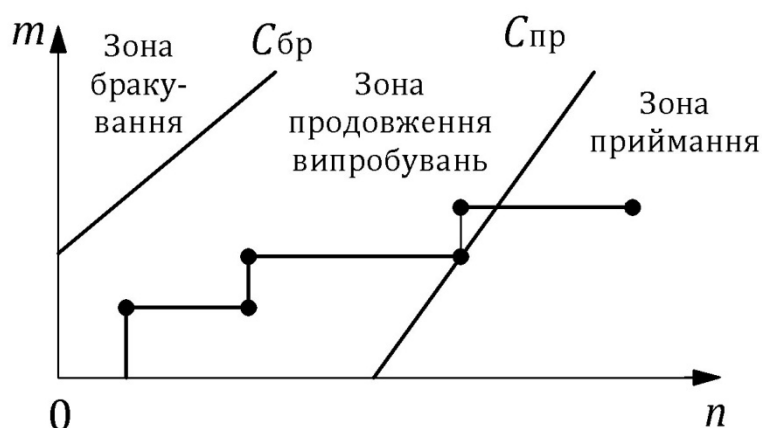 m
Зона
браку-
вання
Cбр
Зона
продовження
випробувань
Cпр
Зона
приймання
0
n